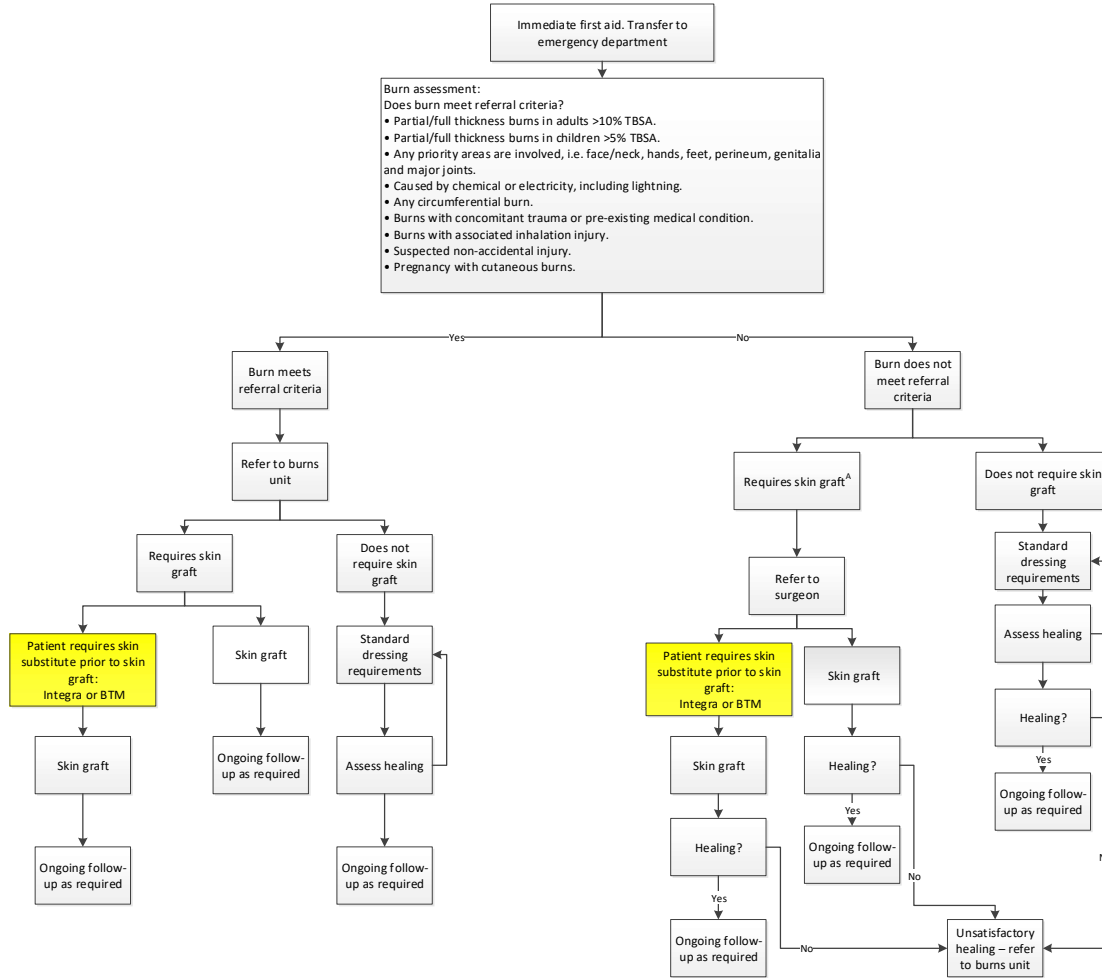 Immediate first aid. Transfer to
emergency department
Burn assessment:
Does burn meet referral criteria?
• Partial/full thickness burns in adults >10% TBSA.
• Partial/full thickness burns in children >5% TBSA.
• Any priority areas are involved, i.e. face/neck, hands, feet, perineum, genitalia
and major joints.
• Caused by chemical or electricity, including lightning.
• Any circumferential burn.
• Burns with concomitant trauma or pre-existing medical condition.
• Burns with associated inhalation injury.
• Suspected non-accidental injury.
• Pregnancy with cutaneous burns.
Yes
No
Burn meets
referral criteria
Refer to burns
unit
Requires skin
graft
Does not
require skin
graft
Patient requires skin
substitute prior to skin
graft:
Integra or BTM
Skin graft
Ongoing follow-
up as required
Skin graft
Ongoing follow-
up as required
Standard
dressing
requirements
Assess healing
Ongoing follow-
up as required
Burn does not
meet referral
criteria
Requires skin graftᴬ
Refer to
surgeon
Patient requires skin
substitute prior to skin
graft:
Integra or BTM
Skin graft
Healing?
Yes
Ongoing follow-
up as required
No
Skin graft
Healing?
Yes
Ongoing follow-
up as required
No
Does not require skin
graft
Standard
dressing
requirements
Assess healing
Healing?
Yes
Ongoing follow-
up as required
Unsatisfactory
healing – refer
to burns unit